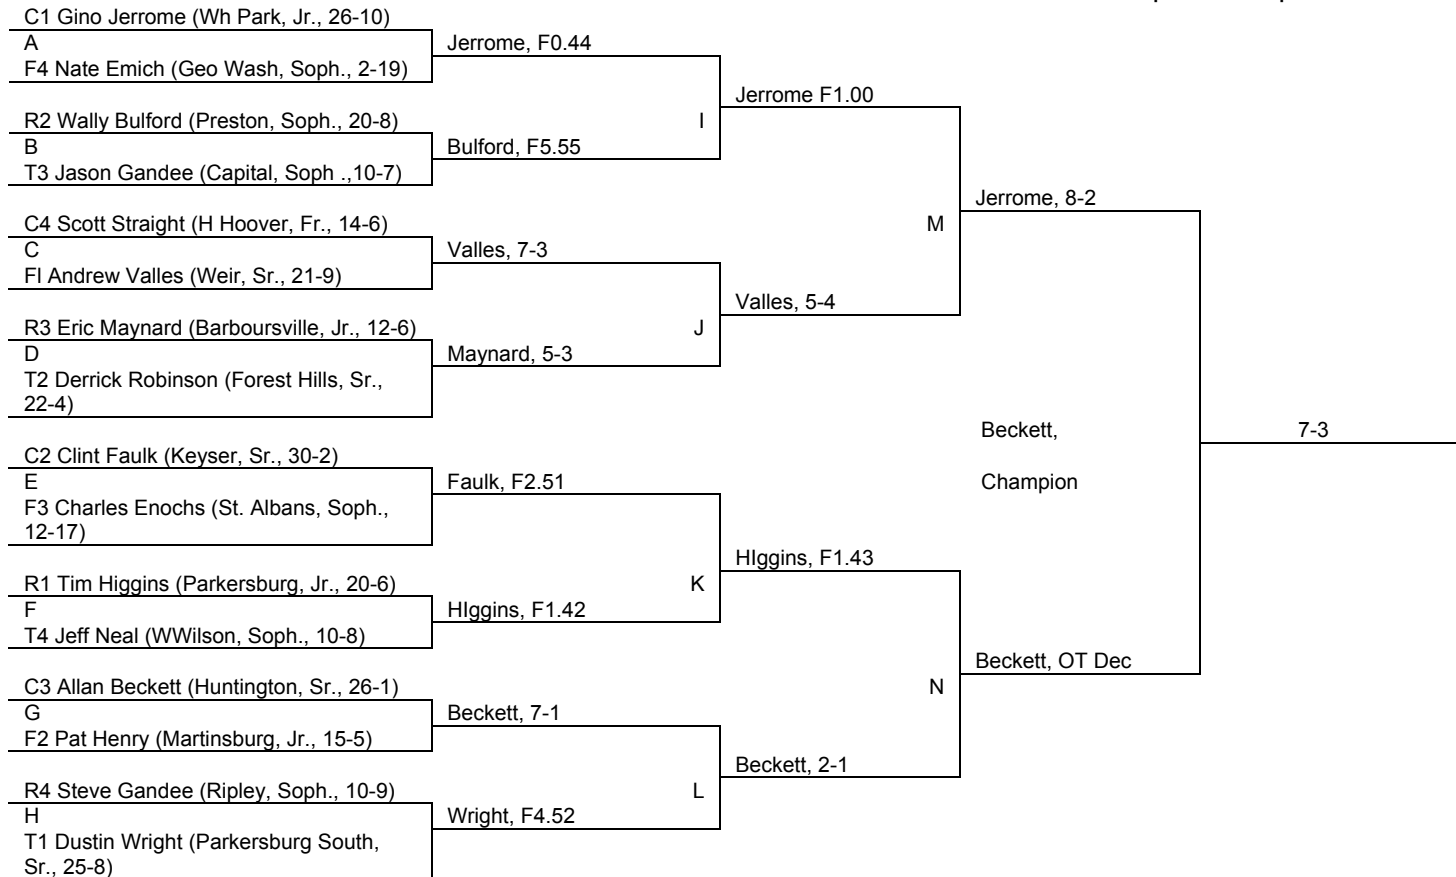 C1 Gino Jerrome (Wh Park, Jr., 26-10)
A
Jerrome, F0.44
F4 Nate Emich (Geo Wash, Soph., 2-19)
Jerrome F1.00
R2 Wally Bulford (Preston, Soph., 20-8)
I
B
Bulford, F5.55
T3 Jason Gandee (Capital, Soph .,10-7)
Jerrome, 8-2
C4 Scott Straight (H Hoover, Fr., 14-6)
M
C
Valles, 7-3
FI Andrew Valles (Weir, Sr., 21-9)
Valles, 5-4
R3 Eric Maynard (Barboursville, Jr., 12-6)
J
D
Maynard, 5-3
T2 Derrick Robinson (Forest Hills, Sr.,
22-4)
Beckett,
7-3
C2 Clint Faulk (Keyser, Sr., 30-2)
E
Faulk, F2.51
Champion
F3 Charles Enochs (St. Albans, Soph.,
12-17)
HIggins, F1.43
R1 Tim Higgins (Parkersburg, Jr., 20-6)
K
F
HIggins, F1.42
T4 Jeff Neal (WWilson, Soph., 10-8)
Beckett, OT Dec
C3 Allan Beckett (Huntington, Sr., 26-1)
N
G
Beckett, 7-1
F2 Pat Henry (Martinsburg, Jr., 15-5)
Beckett, 2-1
R4 Steve Gandee (Ripley, Soph., 10-9)
L
H
Wright, F4.52
T1 Dustin Wright (Parkersburg South,
Sr., 25-8)